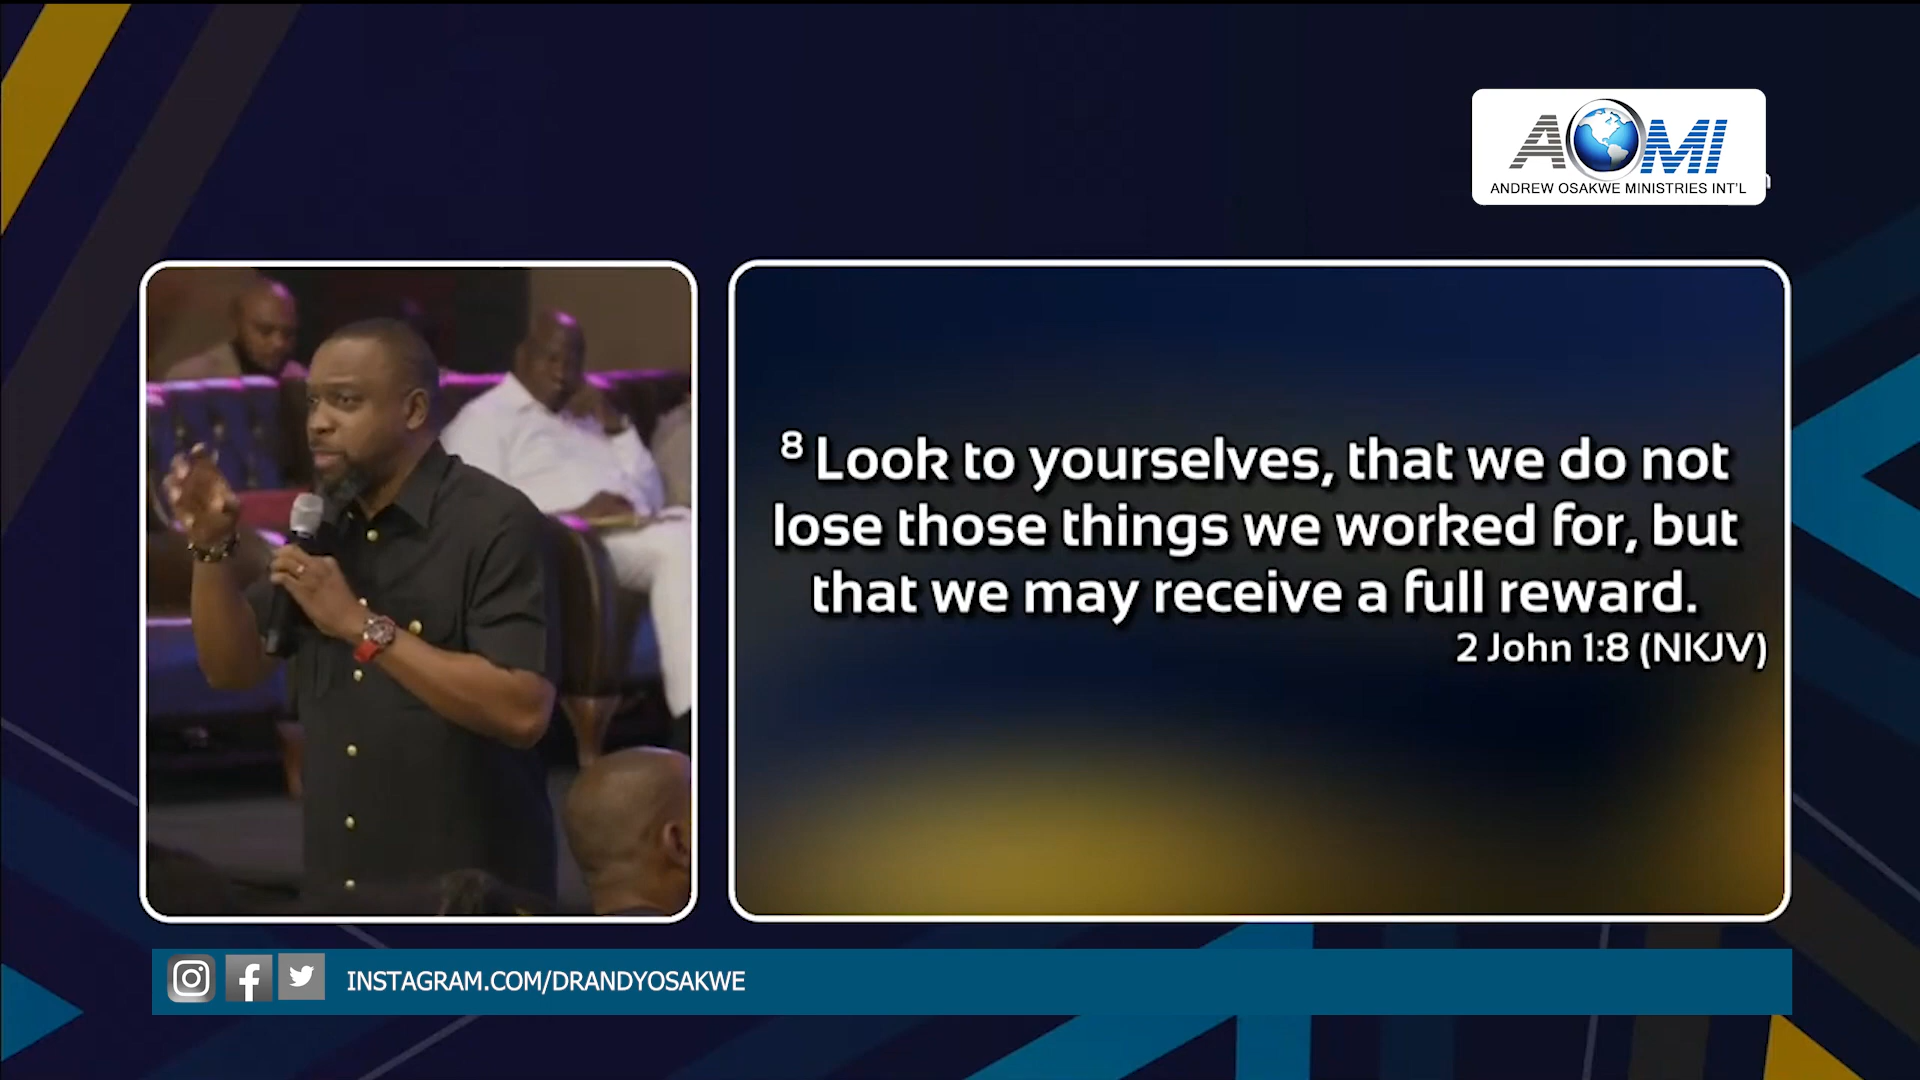 AOMI
ANDREW OSAKWE MINISTRIES INT'L
8 Look to yourselves, that we do not
lose those things we worked for, but
that we may receive a full reward.
2 John 1:8 (NKJV)
INSTAGRAM.COM/DRANDYOSAKWE